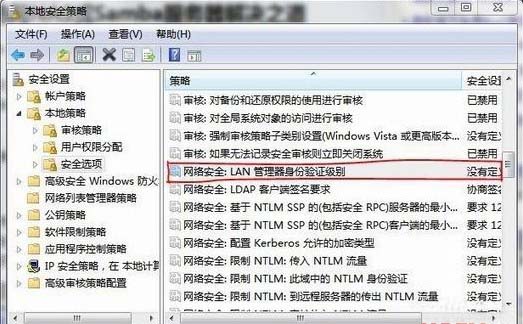 Samba服务器解决之道
本地安全策略
文件(F) 操作(A) 查看(V) 帮助(H)
安全设置
帐户策略
本地策略
审核策略
用户权限分配
安全选项
高级安全 Windows 防火
网络列表管理器策略
公钥策略
软件限制策略
应用程序控制策略
IP 安全策略，在 本地计算
高级审核策略配置
策略 安全设置
审核: 对备份和还原权限的使用进行审核 已禁用
审核: 对全局系统对象的访问进行审核 已禁用
审核: 强制审核策略子类别设置(Windows Vista 或更高版本... 没有定义
审核: 如果无法记录安全审核则立即关闭系统 已禁用
网络安全: LAN 管理器身份验证级别 没有定义
网络安全: LDAP 客户端签名要求 协商签名
网络安全: 基于 NTLM SSP 的(包括安全 RPC)服务器的最小... 要求 12
网络安全: 基于 NTLM SSP 的(包括安全 RPC)客户端的最小... 要求 12
网络安全: 配置 Kerberos 允许的加密类型 没有定
网络安全: 限制 NTLM: 传入 NTLM 流量 没有定
网络安全: 限制 NTLM: 此域中的 NTLM 身份验证 没有定
网络安全: 限制 NTLM: 到远程服务器的传出 NTLM 流量 没有定